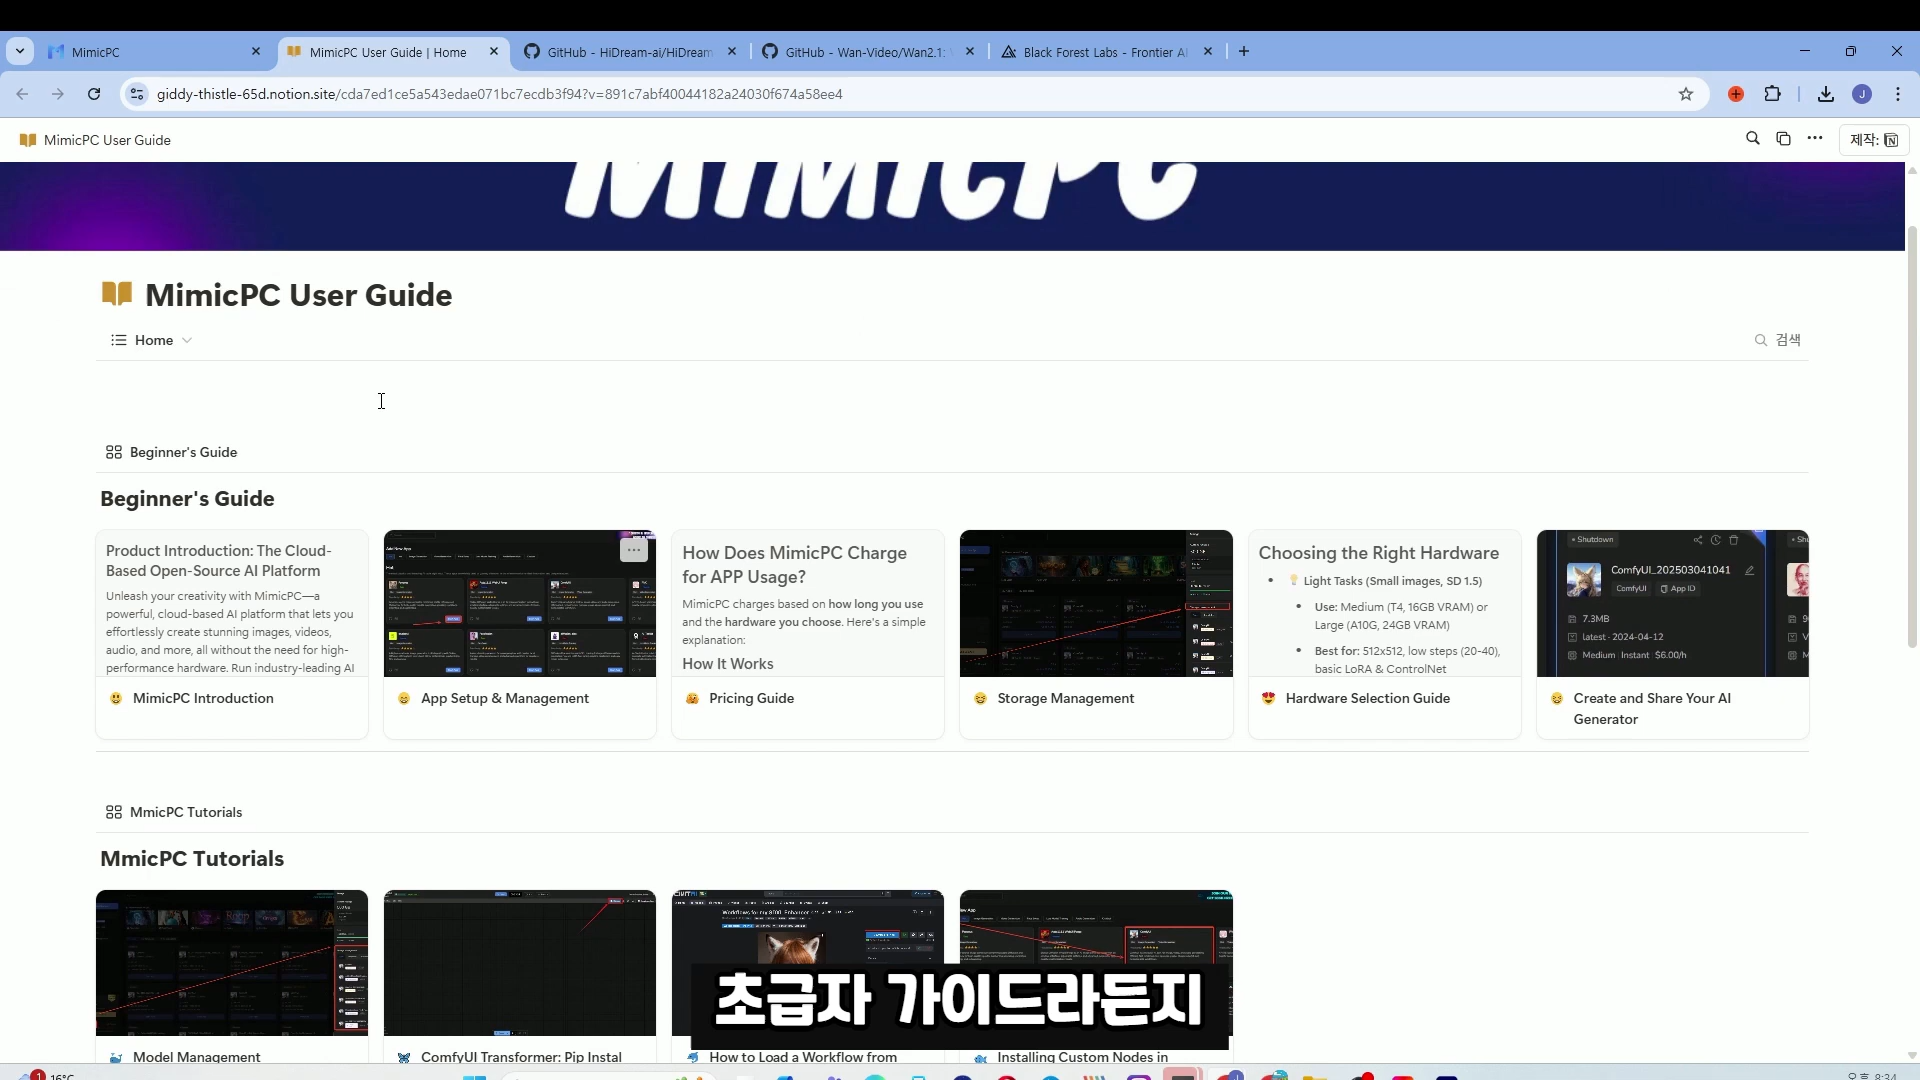 MimicPC
MimicPC User Guide | Home
GitHub - HiDream-ai/HiDream
GitHub - Wan-Video/Wan2.1:
Black Forest Labs - Frontier AI
giddy-thistle-65d.notion.site/cda7ed1ce5a543edae071bc7ecdb3f94?v=891c7abf40044182a24030f674a58ee4
J
MimicPC User Guide
제작:
MimicPC
MimicPC User Guide
Home
검색
Beginner's Guide
Beginner's Guide
Product Introduction: The Cloud-
Based Open-Source AI Platform
Unleash your creativity with MimicPC—a
powerful, cloud-based AI platform that lets you
effortlessly create stunning images, videos,
audio, and more, all without the need for high-
performance hardware. Run industry-leading AI
MimicPC Introduction
App Setup & Management
How Does MimicPC Charge
for APP Usage?
MimicPC charges based on how long you use
and the hardware you choose. Here's a simple
explanation:
How It Works
Pricing Guide
Storage Management
Choosing the Right Hardware
• Light Tasks (Small images, SD 1.5)
• Use: Medium (T4, 16GB VRAM) or
Large (A10G, 24GB VRAM)
• Best for: 512x512, low steps (20-40),
basic LoRA & ControlNet
Hardware Selection Guide
• Shutdown
ComfyUI_202503041041
ComfyUI
App ID
7.3MB
latest · 2024-04-12
Medium · Instant · $6.00/h
Create and Share Your AI
Generator
MmicPC Tutorials
MmicPC Tutorials
Model Management
ComfyUI Transformer: Pip Instal
How to Load a Workflow from
Installing Custom Nodes in
초급자 가이드라든지
1
16°C
오후 8:34